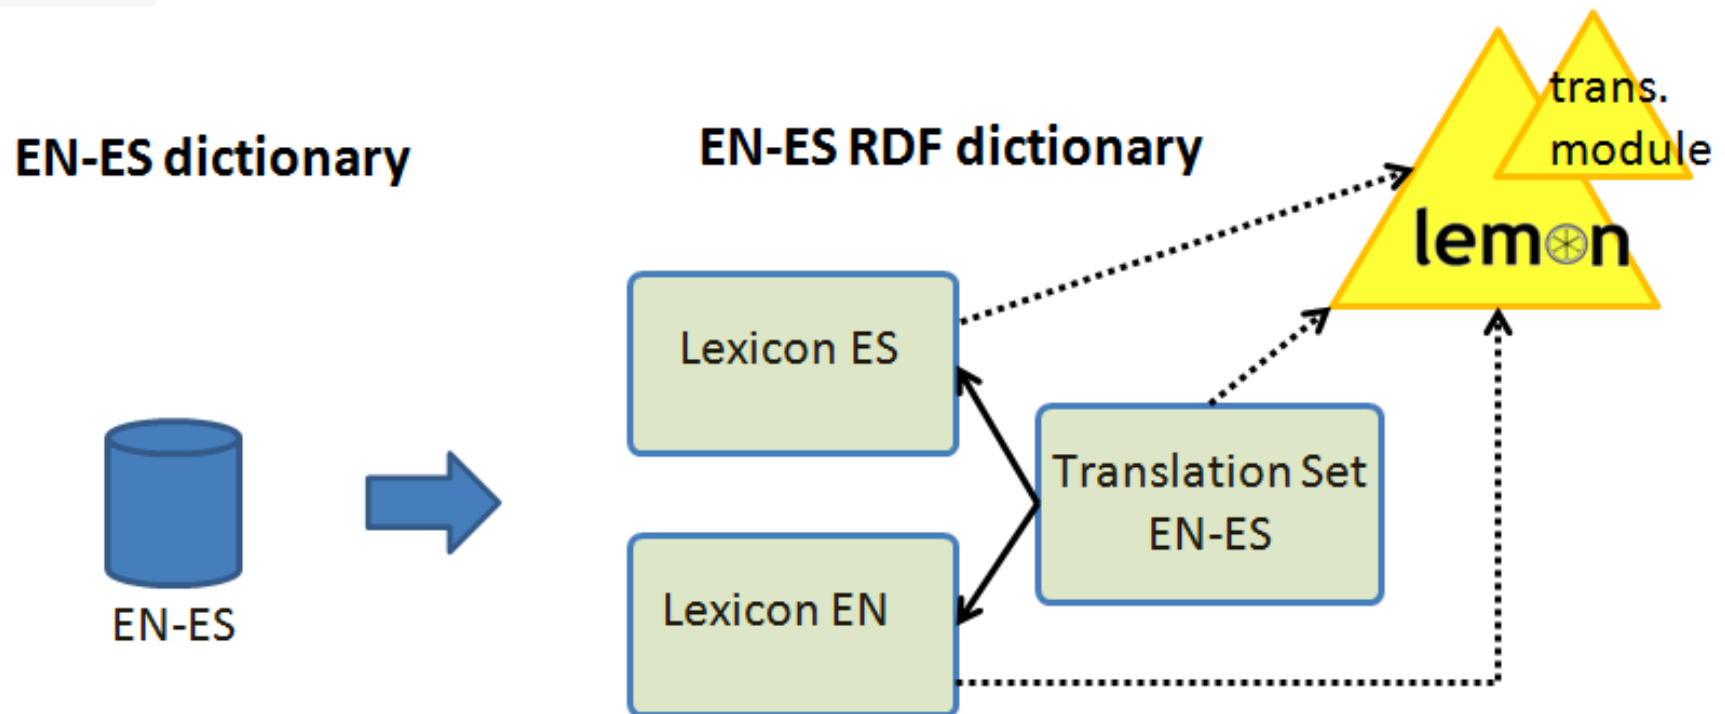 EN-ES dictionary
EN-ES
EN-ES RDF dictionary
Lexicon ES
Lexicon EN
Translation Set
EN-ES
trans.
module
lemon